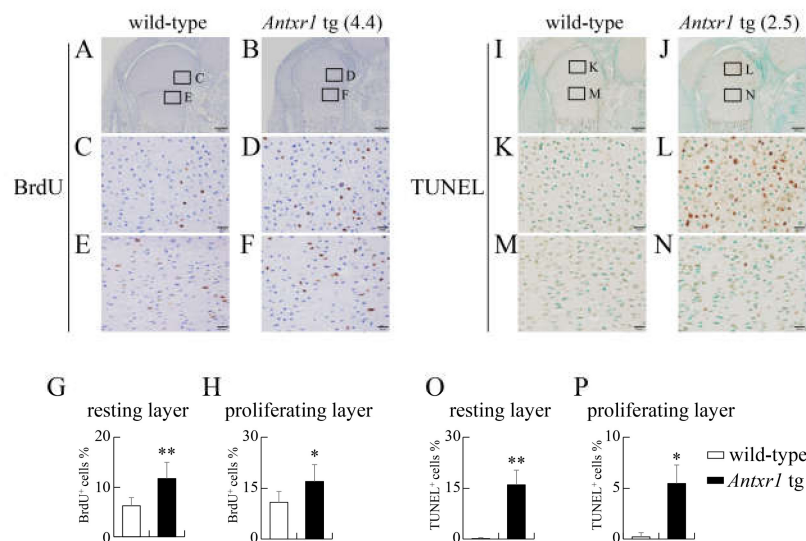 wild-type Antxr1 tg (4.4) wild-type Antxr1 tg (2.5)
A B I J
C D K L
E F M N
C D K L
BrdU TUNEL
E F M N
G H O P
resting layer proliferating layer resting layer proliferating layer
BrdU⁺ cells % 20 10 0 **
BrdU⁺ cells % 30 15 0 *
TUNEL⁺ cells % 30 15 0 **
TUNEL⁺ cells % 10 5 0 *
wild-type
Antxr1 tg